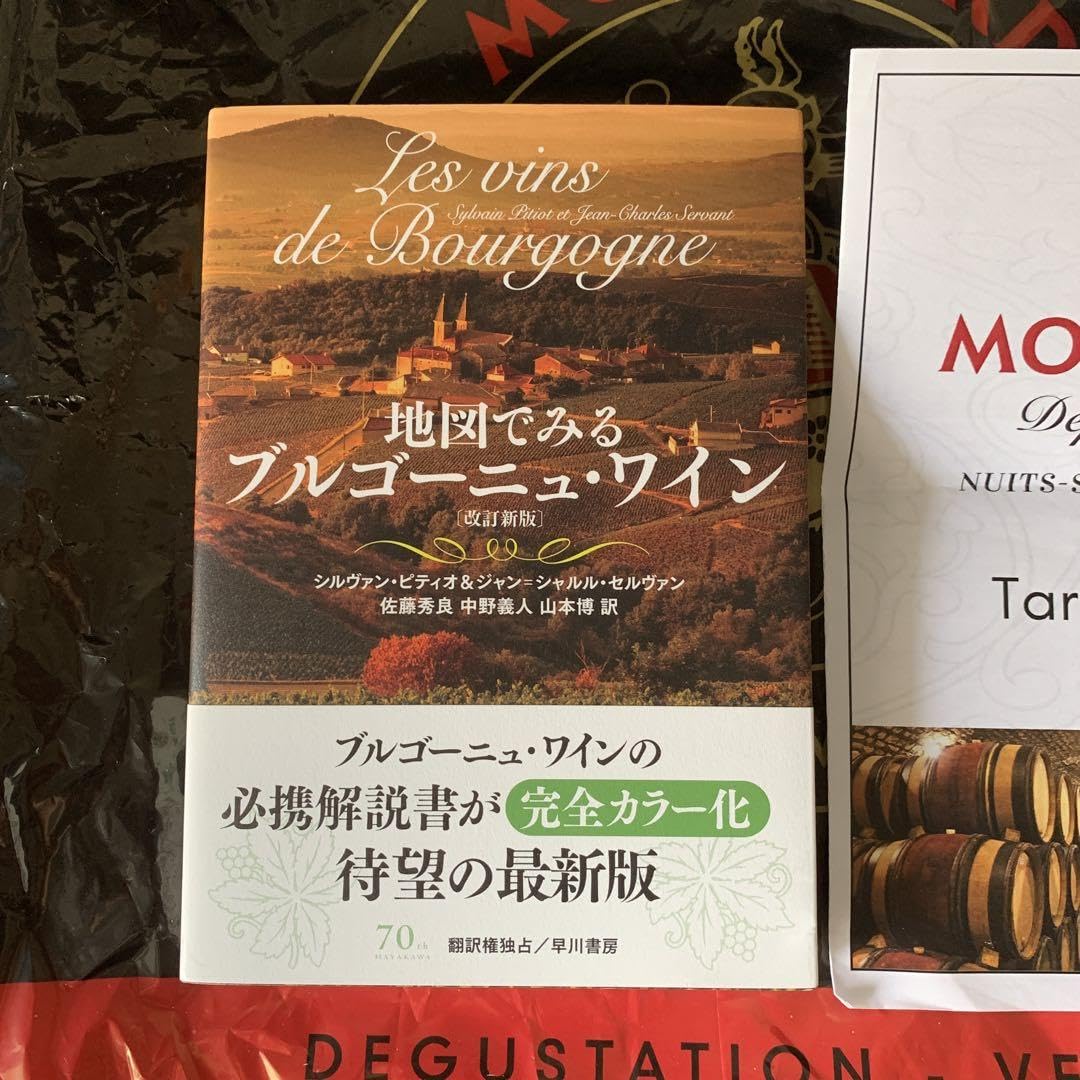 Les vins
Sylvain Pitiot et Jean-Charles Servant
de Bourgogne
地図でみる
ブルゴーニュ・ワイン
〔改訂新版〕
シルヴァン・ピティオ&ジャン=シャルル・セルヴァン
佐藤秀良 中野義人 山本博 訳
ブルゴーニュ・ワインの
必携解説書が 完全カラー化
待望の最新版
70th
HAYAKAWA
翻訳権独占/早川書房
MO
De
NUITS-S
Tar
DEGUSTATION - VE